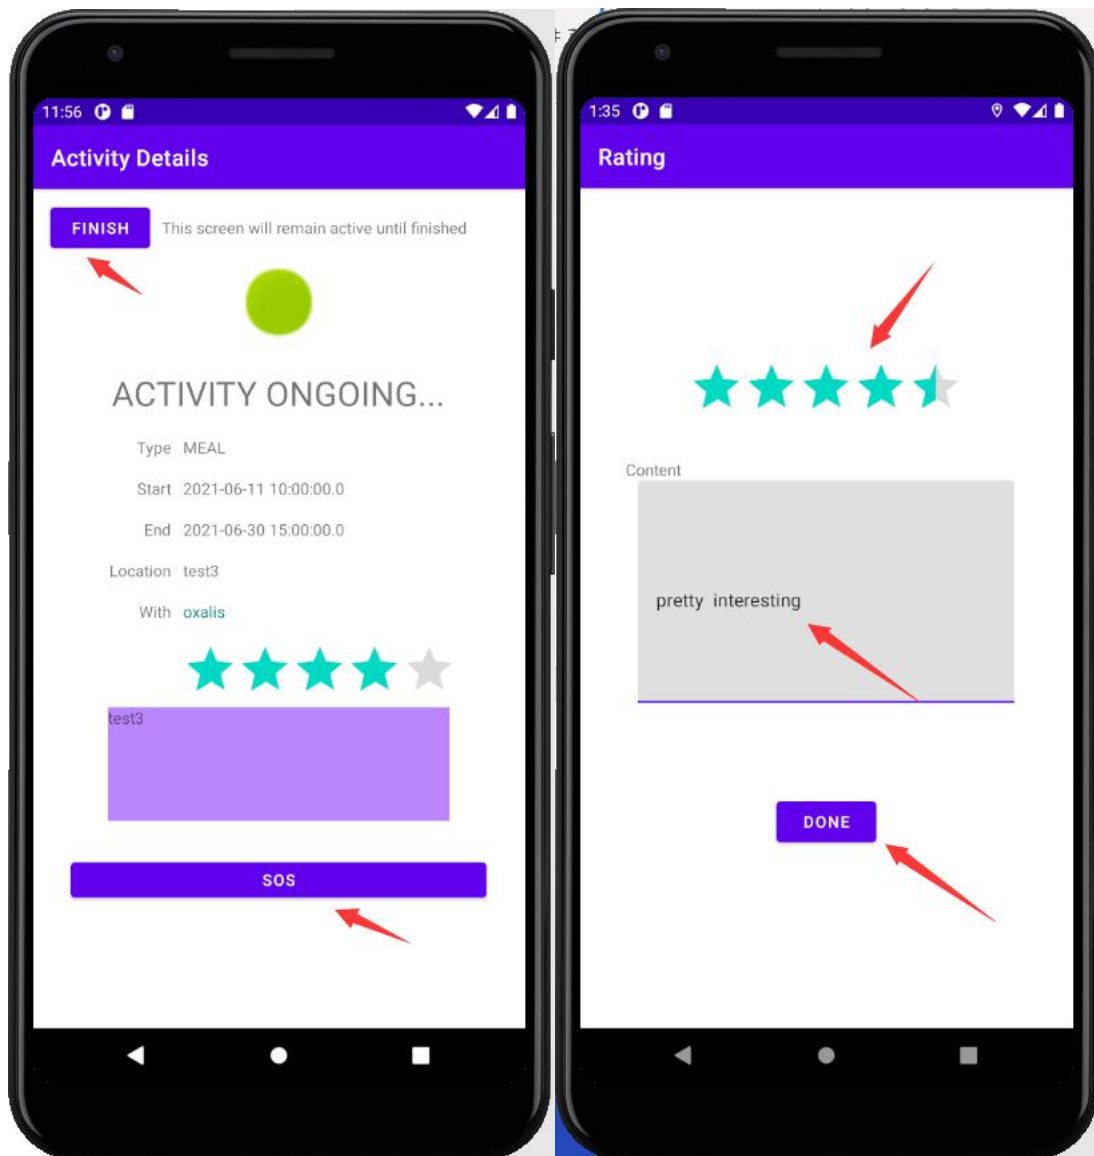 11:56
Activity Details
FINISH This screen will remain active until finished
ACTIVITY ONGOING...
Type MEAL
Start 2021-06-11 10:00:00.0
End 2021-06-30 15:00:00.0
Location test3
With oxalis
test3
SOS
1:35
Rating
Content
pretty interesting
DONE